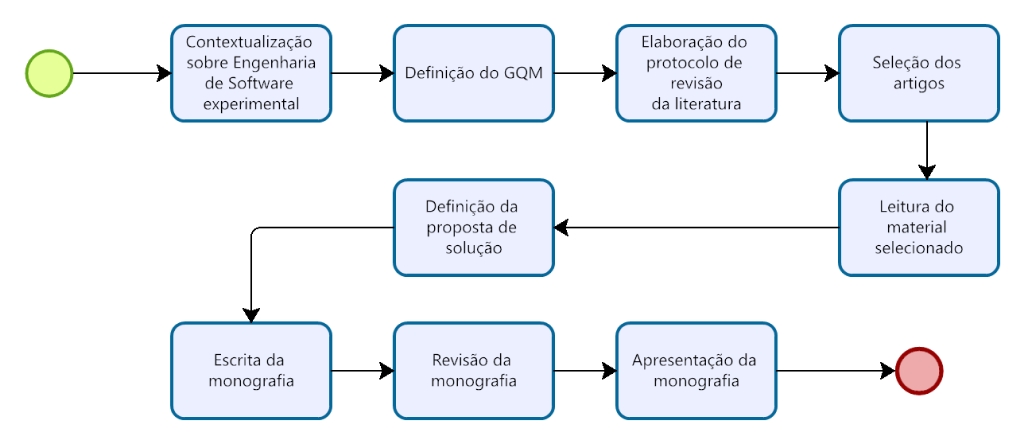 Contextualização
sobre Engenharia
de Software
experimental
Definição do GQM
Elaboração do
protocolo de
revisão
da literatura
Seleção dos
artigos
Leitura do
material
selecionado
Definição da
proposta de
solução
Escrita da
monografia
Revisão da
monografia
Apresentação da
monografia